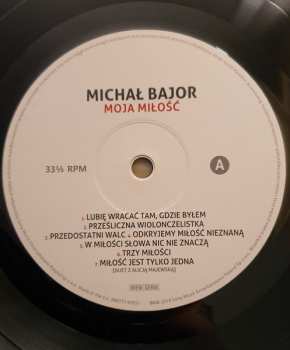 MICHAŁ BAJOR
MOJA MIŁOŚĆ
33⅓ RPM
A
1. LUBIĘ WRACAĆ TAM, GDZIE BYŁEM
2. PRZEŚLICZNA WIOLONCZELISTKA
3. PRZEDOSTATNI WALC 4. ODKRYJEMY MIŁOŚĆ NIEZNANĄ
5. W MIŁOŚCI SŁOWA NIC NIE ZNACZĄ
6. TRZY MIŁOŚCI
7. MIŁOŚĆ JEST TYLKO JEDNA
[DUET Z ALICJĄ MAJEWSKĄ]